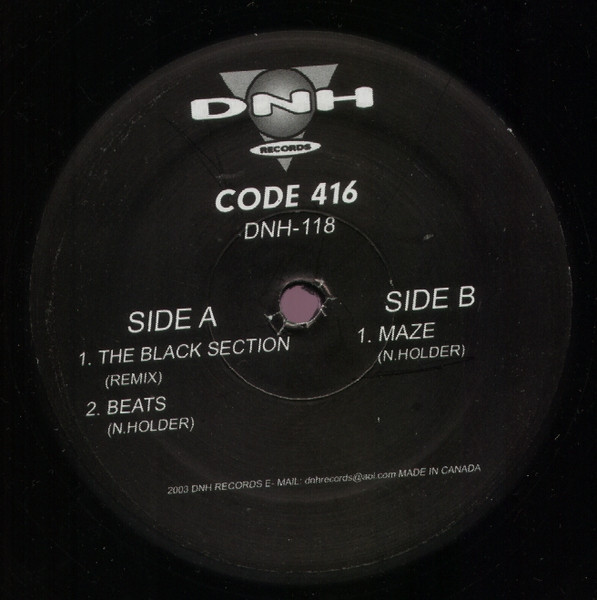 DNH
RECORDS
CODE 416
DNH-118
SIDE A
1. THE BLACK SECTION
(REMIX)
2. BEATS
(N.HOLDER)
SIDE B
1. MAZE
(N.HOLDER)
2003 DNH RECORDS E- MAIL: dnhrecords@aol.com MADE IN CANADA